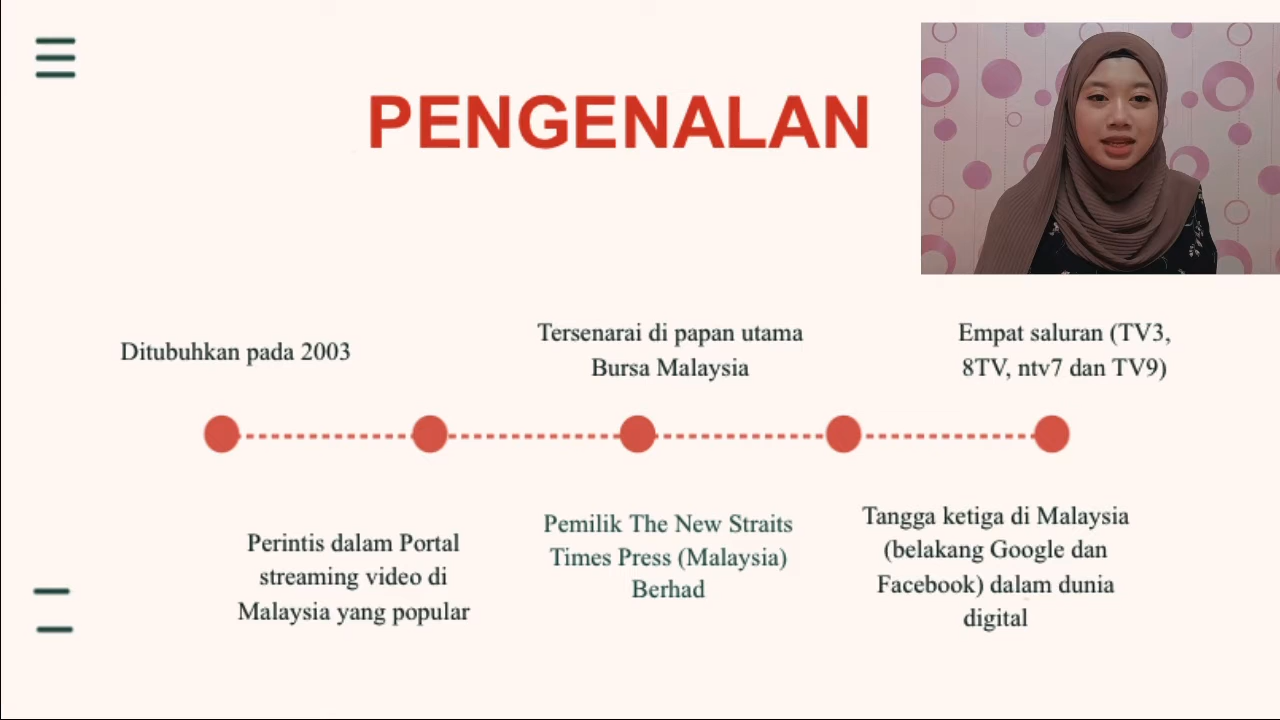 PENGENALAN
Ditubuhkan pada 2003
Tersenarai di papan utama
Bursa Malaysia
Empat saluran (TV3,
8TV, ntv7 dan TV9)
Perintis dalam Portal
streaming video di
Malaysia yang popular
Pemilik The New Straits
Times Press (Malaysia)
Berhad
Tangga ketiga di Malaysia
(belakang Google dan
Facebook) dalam dunia
digital